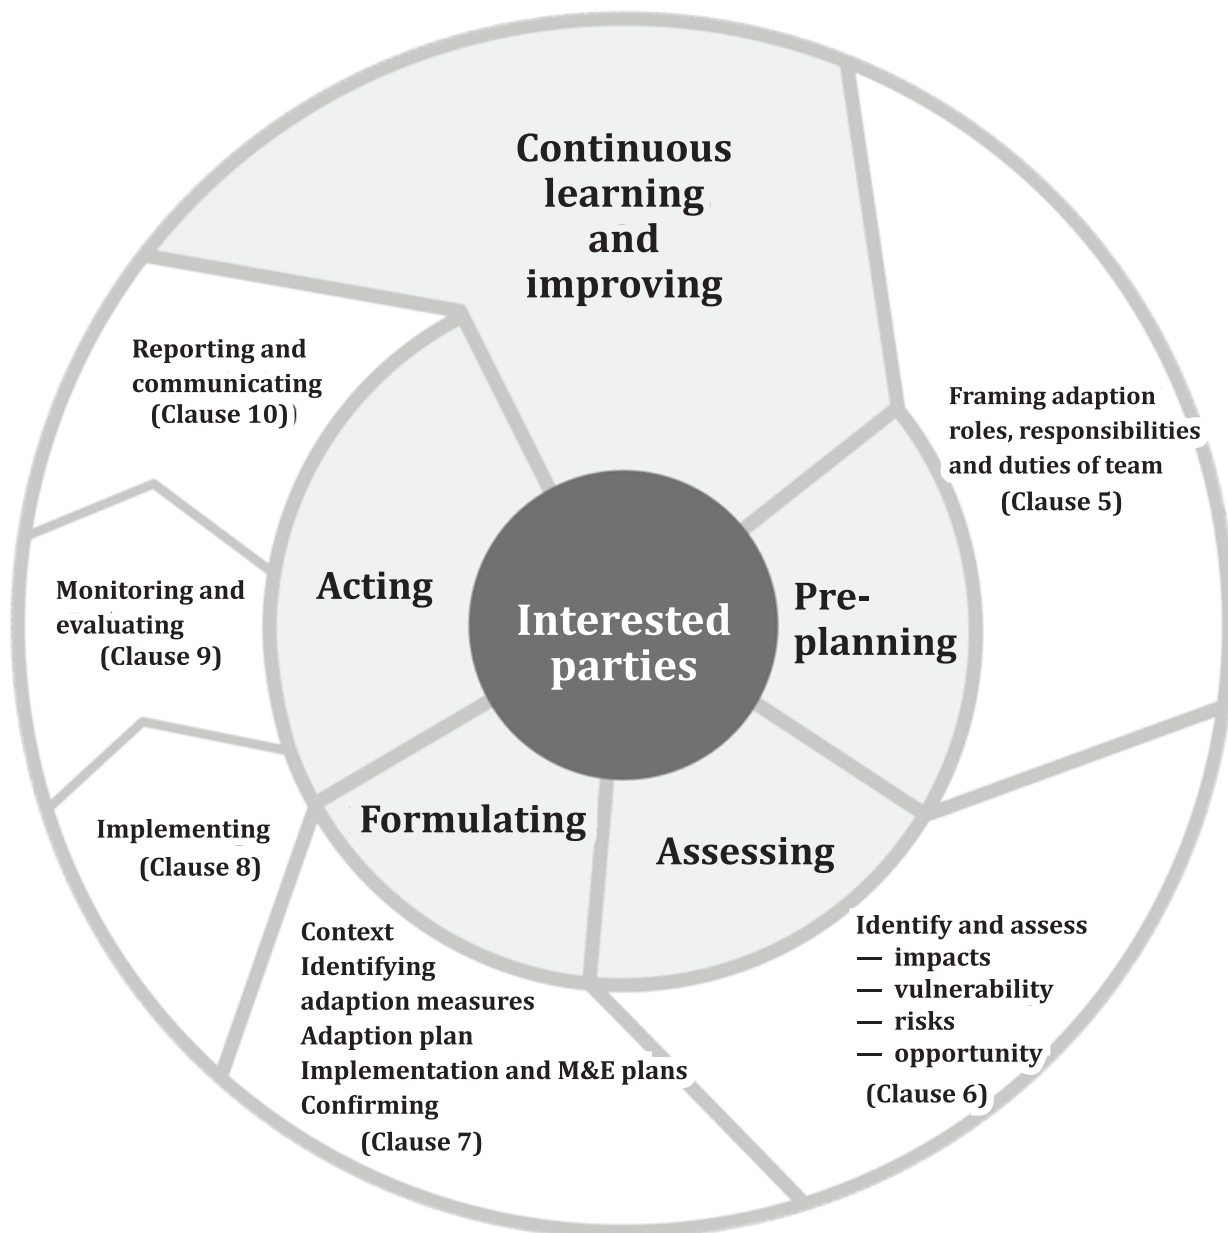 Continuous
learning
and
improving
Reporting and
communicating
(Clause 10)
Framing adaption
roles, responsibilities
and duties of team
(Clause 5)
Acting
Interested
parties
Pre-
planning
Monitoring and
evaluating
(Clause 9)
Formulating
Assessing
Implementing
(Clause 8)
Context
Identifying
adaption measures
Adaption plan
Implementation and M&E plans
Confirming
(Clause 7)
Identify and assess
— impacts
— vulnerability
— risks
— opportunity
(Clause 6)